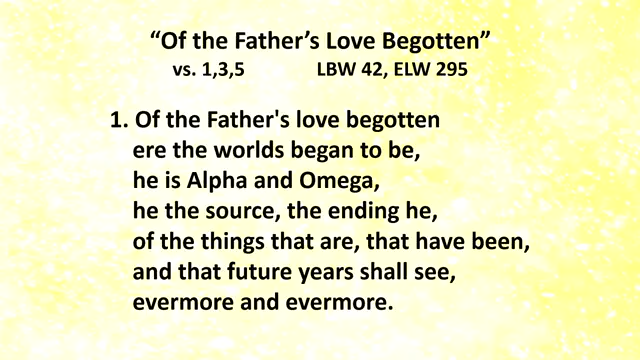 “Of the Father’s Love Begotten”
vs. 1,3,5 LBW 42, ELW 295
1. Of the Father's love begotten
ere the worlds began to be,
he is Alpha and Omega,
he the source, the ending he,
of the things that are, that have been,
and that future years shall see,
evermore and evermore.